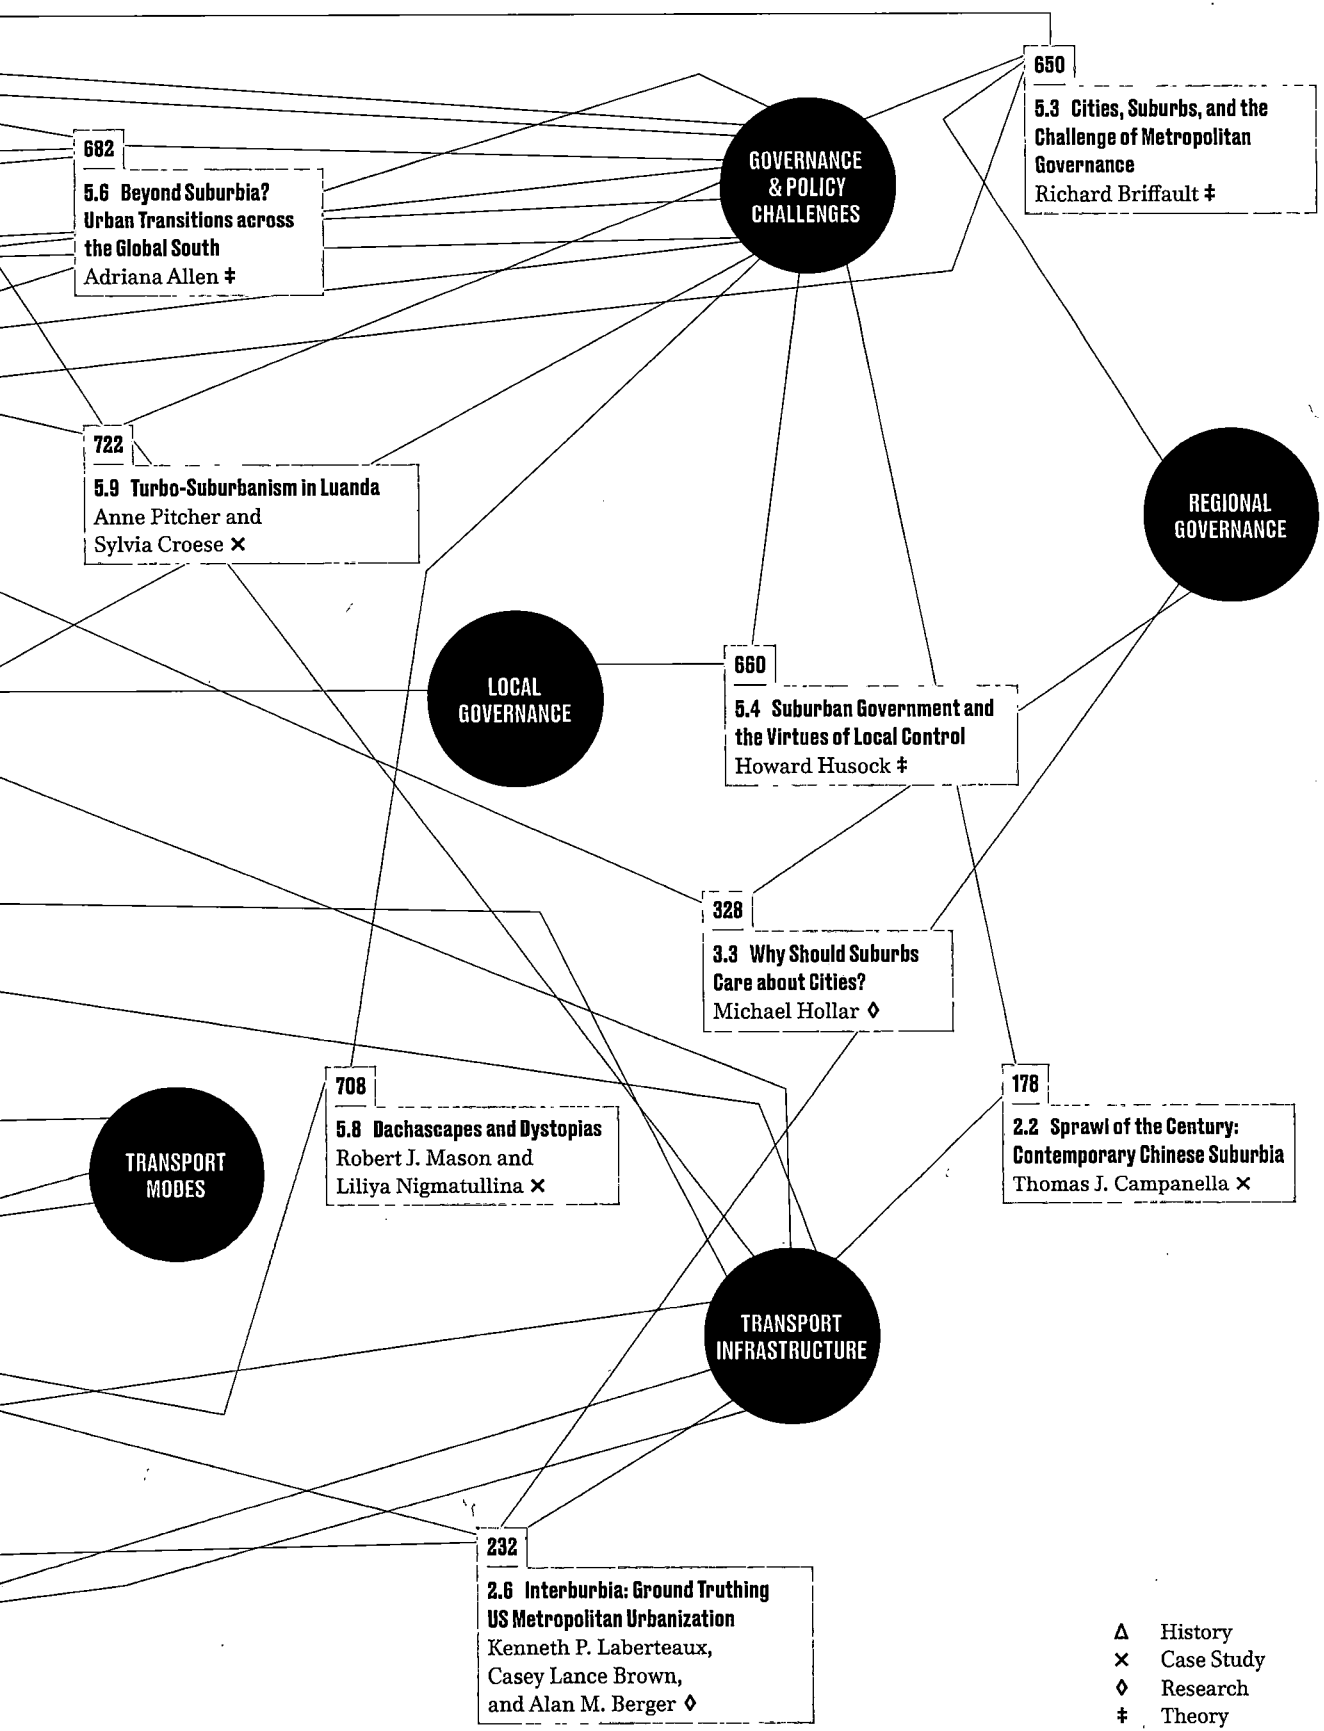 650
5.3 Cities, Suburbs, and the
Challenge of Metropolitan
Governance
Richard Briffault ‡
682
5.6 Beyond Suburbia?
Urban Transitions across
the Global South
Adriana Allen ‡
GOVERNANCE
& POLICY
CHALLENGES
722
5.9 Turbo-Suburbanism in Luanda
Anne Pitcher and
Sylvia Croese ×
REGIONAL
GOVERNANCE
LOCAL
GOVERNANCE
660
5.4 Suburban Government and
the Virtues of Local Control
Howard Husock ‡
328
3.3 Why Should Suburbs
Care about Cities?
Michael Hollar ◊
708
5.8 Dachascapes and Dystopias
Robert J. Mason and
Liliya Nigmatullina ×
178
2.2 Sprawl of the Century:
Contemporary Chinese Suburbia
Thomas J. Campanella ×
TRANSPORT
MODES
TRANSPORT
INFRASTRUCTURE
232
2.6 Interburbia: Ground Truthing
US Metropolitan Urbanization
Kenneth P. Laberteaux,
Casey Lance Brown,
and Alan M. Berger ◊
Δ History
× Case Study
◊ Research
‡ Theory